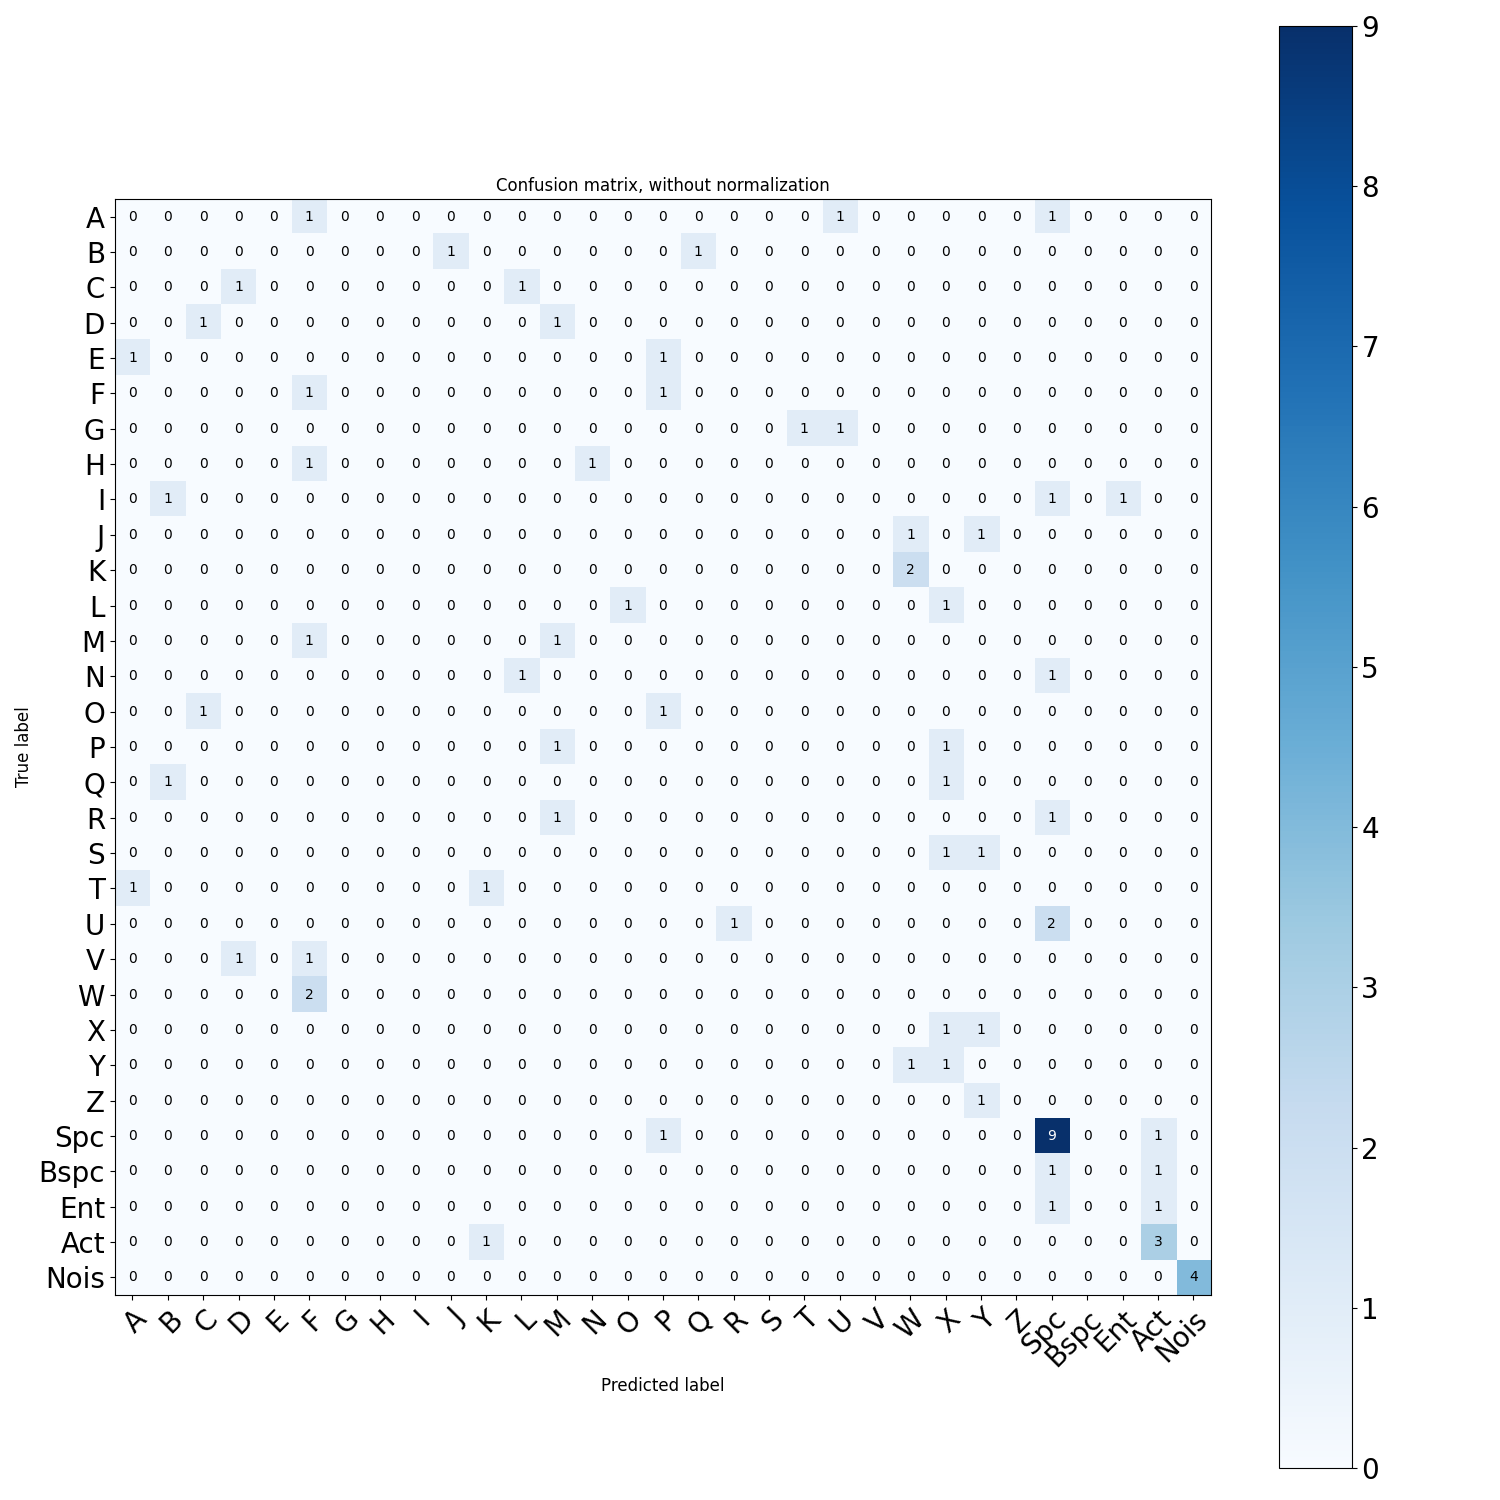 Confusion matrix, without normalization
A 0 0 0 0 0 1 0 0 0 0 0 0 0 0 0 0 0 0 0 0 1 0 0 0 0 0 1 0 0 0 0
B 0 0 0 0 0 0 0 0 0 1 0 0 0 0 0 0 1 0 0 0 0 0 0 0 0 0 0 0 0 0 0
C 0 0 0 1 0 0 0 0 0 0 0 1 0 0 0 0 0 0 0 0 0 0 0 0 0 0 0 0 0 0 0
D 0 0 1 0 0 0 0 0 0 0 0 0 1 0 0 0 0 0 0 0 0 0 0 0 0 0 0 0 0 0 0
E 1 0 0 0 0 0 0 0 0 0 0 0 0 0 0 1 0 0 0 0 0 0 0 0 0 0 0 0 0 0 0
F 0 0 0 0 0 1 0 0 0 0 0 0 0 0 0 1 0 0 0 0 0 0 0 0 0 0 0 0 0 0 0
G 0 0 0 0 0 0 0 0 0 0 0 0 0 0 0 0 0 0 0 1 1 0 0 0 0 0 0 0 0 0 0
H 0 0 0 0 0 1 0 0 0 0 0 0 0 1 0 0 0 0 0 0 0 0 0 0 0 0 0 0 0 0 0
I 0 1 0 0 0 0 0 0 0 0 0 0 0 0 0 0 0 0 0 0 0 0 0 0 0 0 1 0 1 0 0
J 0 0 0 0 0 0 0 0 0 0 0 0 0 0 0 0 0 0 0 0 0 0 1 0 1 0 0 0 0 0 0
K 0 0 0 0 0 0 0 0 0 0 0 0 0 0 0 0 0 0 0 0 0 0 2 0 0 0 0 0 0 0 0
L 0 0 0 0 0 0 0 0 0 0 0 0 0 0 1 0 0 0 0 0 0 0 0 1 0 0 0 0 0 0 0
M 0 0 0 0 0 1 0 0 0 0 0 0 1 0 0 0 0 0 0 0 0 0 0 0 0 0 0 0 0 0 0
N 0 0 0 0 0 0 0 0 0 0 0 1 0 0 0 0 0 0 0 0 0 0 0 0 0 0 1 0 0 0 0
O 0 0 1 0 0 0 0 0 0 0 0 0 0 0 0 1 0 0 0 0 0 0 0 0 0 0 0 0 0 0 0
P 0 0 0 0 0 0 0 0 0 0 0 0 1 0 0 0 0 0 0 0 0 0 0 1 0 0 0 0 0 0 0
Q 0 1 0 0 0 0 0 0 0 0 0 0 0 0 0 0 0 0 0 0 0 0 0 1 0 0 0 0 0 0 0
R 0 0 0 0 0 0 0 0 0 0 0 0 1 0 0 0 0 0 0 0 0 0 0 0 0 0 1 0 0 0 0
S 0 0 0 0 0 0 0 0 0 0 0 0 0 0 0 0 0 0 0 0 0 0 0 1 1 0 0 0 0 0 0
T 1 0 0 0 0 0 0 0 0 0 1 0 0 0 0 0 0 0 0 0 0 0 0 0 0 0 0 0 0 0 0
U 0 0 0 0 0 0 0 0 0 0 0 0 0 0 0 0 0 1 0 0 0 0 0 0 0 0 2 0 0 0 0
V 0 0 0 1 0 1 0 0 0 0 0 0 0 0 0 0 0 0 0 0 0 0 0 0 0 0 0 0 0 0 0
W 0 0 0 0 0 2 0 0 0 0 0 0 0 0 0 0 0 0 0 0 0 0 0 0 0 0 0 0 0 0 0
X 0 0 0 0 0 0 0 0 0 0 0 0 0 0 0 0 0 0 0 0 0 0 0 1 1 0 0 0 0 0 0
Y 0 0 0 0 0 0 0 0 0 0 0 0 0 0 0 0 0 0 0 0 0 0 1 1 0 0 0 0 0 0 0
Z 0 0 0 0 0 0 0 0 0 0 0 0 0 0 0 0 0 0 0 0 0 0 0 0 1 0 0 0 0 0 0
Spc 0 0 0 0 0 0 0 0 0 0 0 0 0 0 0 1 0 0 0 0 0 0 0 0 0 0 9 0 0 1 0
Bspc 0 0 0 0 0 0 0 0 0 0 0 0 0 0 0 0 0 0 0 0 0 0 0 0 0 0 1 0 0 1 0
Ent 0 0 0 0 0 0 0 0 0 0 0 0 0 0 0 0 0 0 0 0 0 0 0 0 0 0 1 0 0 1 0
Act 0 0 0 0 0 0 0 0 0 0 1 0 0 0 0 0 0 0 0 0 0 0 0 0 0 0 0 0 0 3 0
Nois 0 0 0 0 0 0 0 0 0 0 0 0 0 0 0 0 0 0 0 0 0 0 0 0 0 0 0 0 0 0 4
A B C D E F G H I J K L M N O P Q R S T U V W X Y Z Spc Bspc Ent Act Nois
Predicted label
True label
9
8
7
6
5
4
3
2
1
0